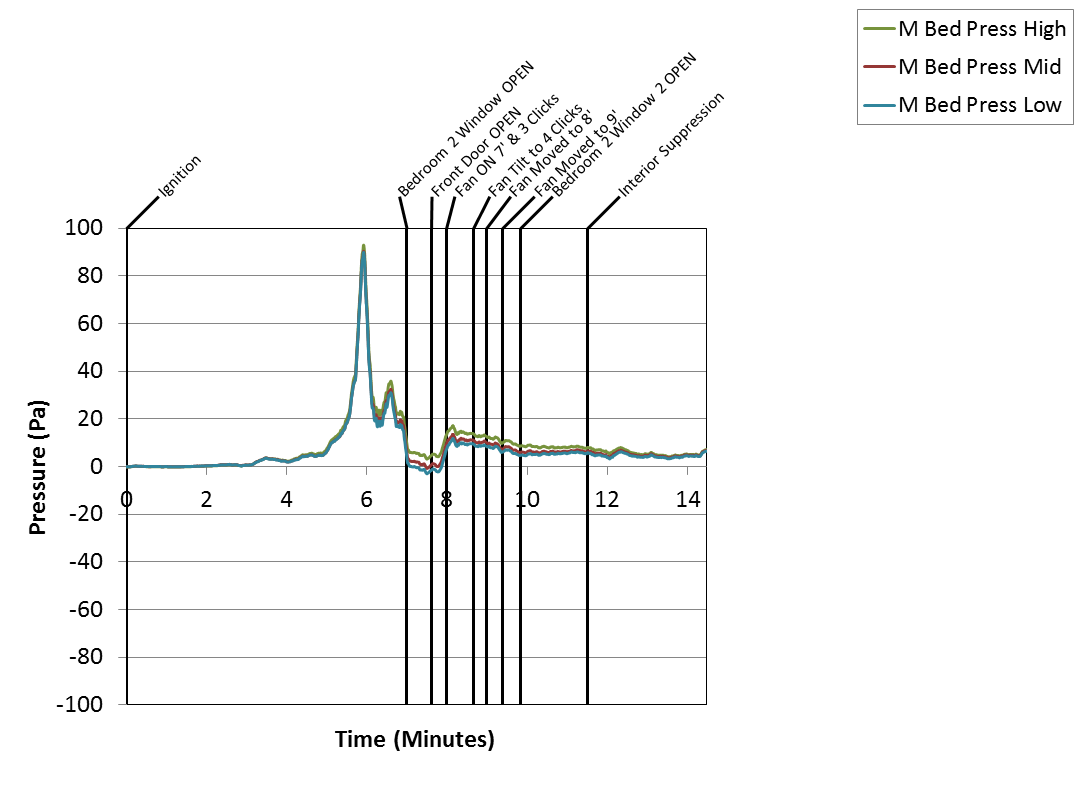 M Bed Press High
M Bed Press Mid
M Bed Press Low
Ignition
Bedroom 2 Window OPEN
Front Door OPEN
Fan ON 7' & 3 Clicks
Fan Tilt to 4 Clicks
Fan Moved to 8'
Fan Moved to 9'
Bedroom 2 Window 2 OPEN
Interior Suppression
Pressure (Pa)
100
80
60
40
20
0
-20
-40
-60
-80
-100
0 2 4 6 8 10 12 14
Time (Minutes)